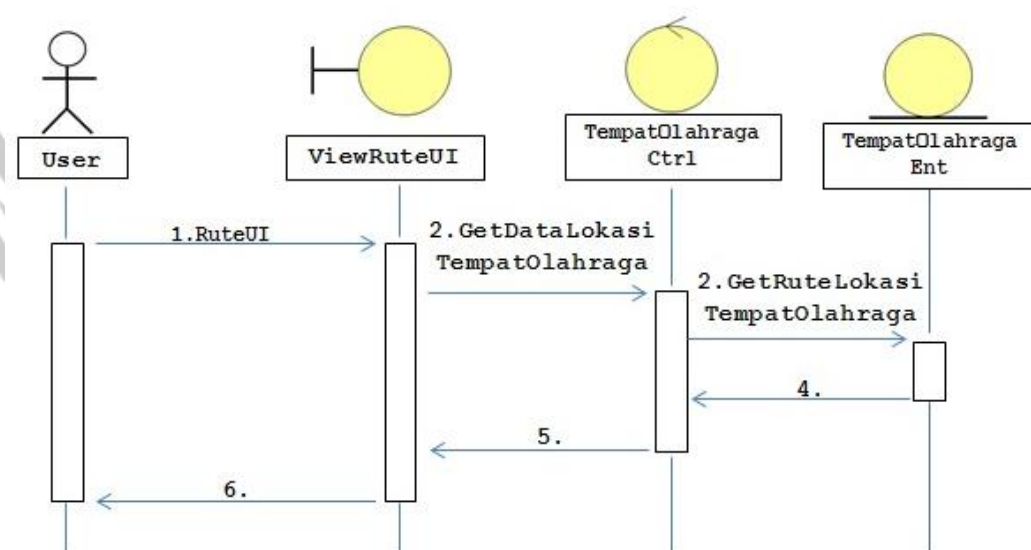 User
ViewRuteUI
TempatOlahraga
Ctrl
TempatOlahraga
Ent
1.RuteUI
2.GetDataLokasi
TempatOlahraga
2.GetRuteLokasi
TempatOlahraga
4.
5.
6.